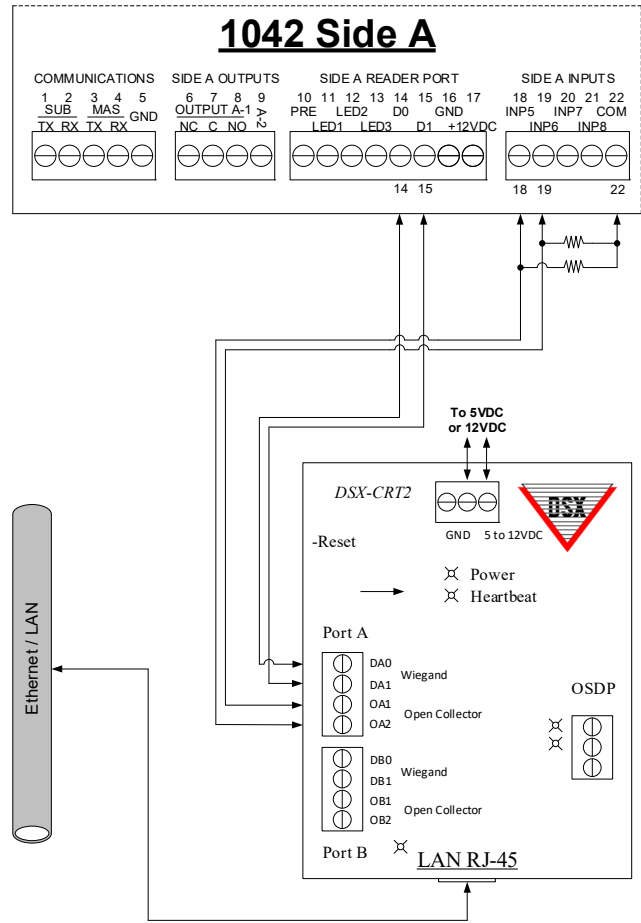 1042 Side A
COMMUNICATIONS
1 2 3 4 5
SUB MAS GND
TX RX TX RX
SIDE A OUTPUTS
6 7 8 9
OUTPUT A-1 A-2
NC C NO
SIDE A READER PORT
10 11 12 13 14 15 16 17
PRE LED2 D0 GND
LED1 LED3 D1 +12VDC
14 15
SIDE A INPUTS
18 19 20 21 22
INP5 INP7 COM
INP6 INP8
18 19 22
To 5VDC
or 12VDC
DSX-CRT2
DSX
GND 5 to 12VDC
-Reset
Power
Heartbeat
Port A
DA0
DA1
Wiegand
OA1
OA2
Open Collector
OSDP
DB0
DB1
Wiegand
OB1
OB2
Open Collector
Port B
LAN RJ-45
Ethernet / LAN